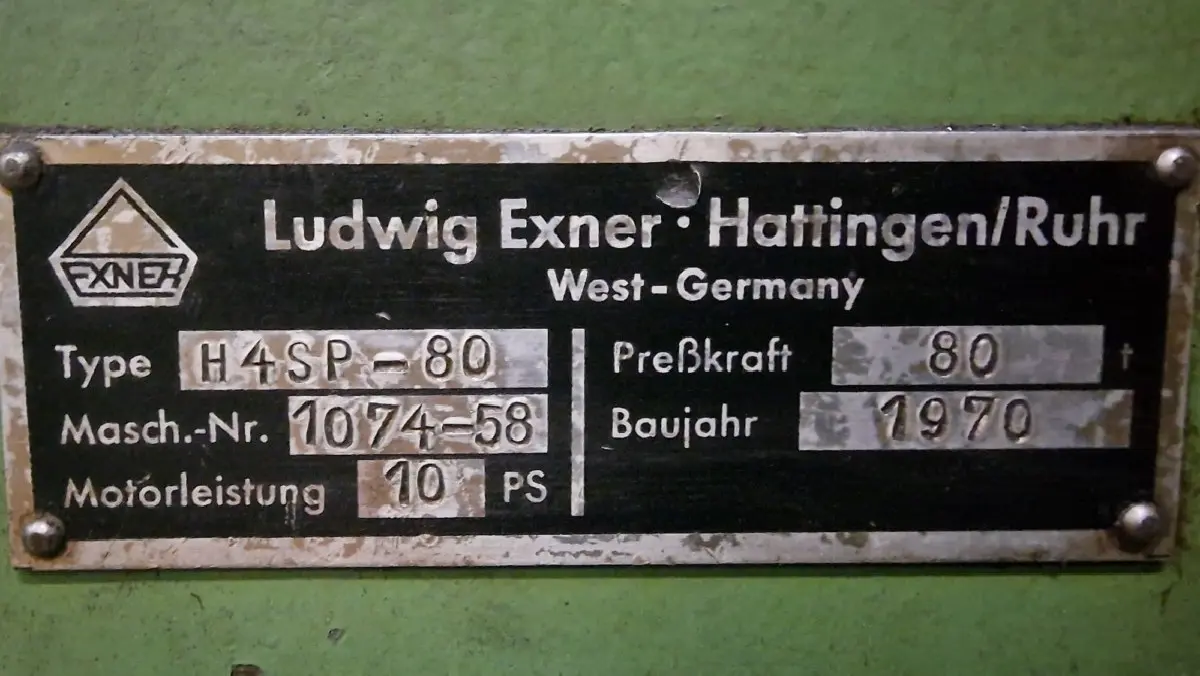 EXNER
Ludwig Exner · Hattingen/Ruhr
West-Germany
Type H4SP-80
Masch.-Nr. 1074-58
Motorleistung 10 PS
Preßkraft 80 t
Baujahr 1970